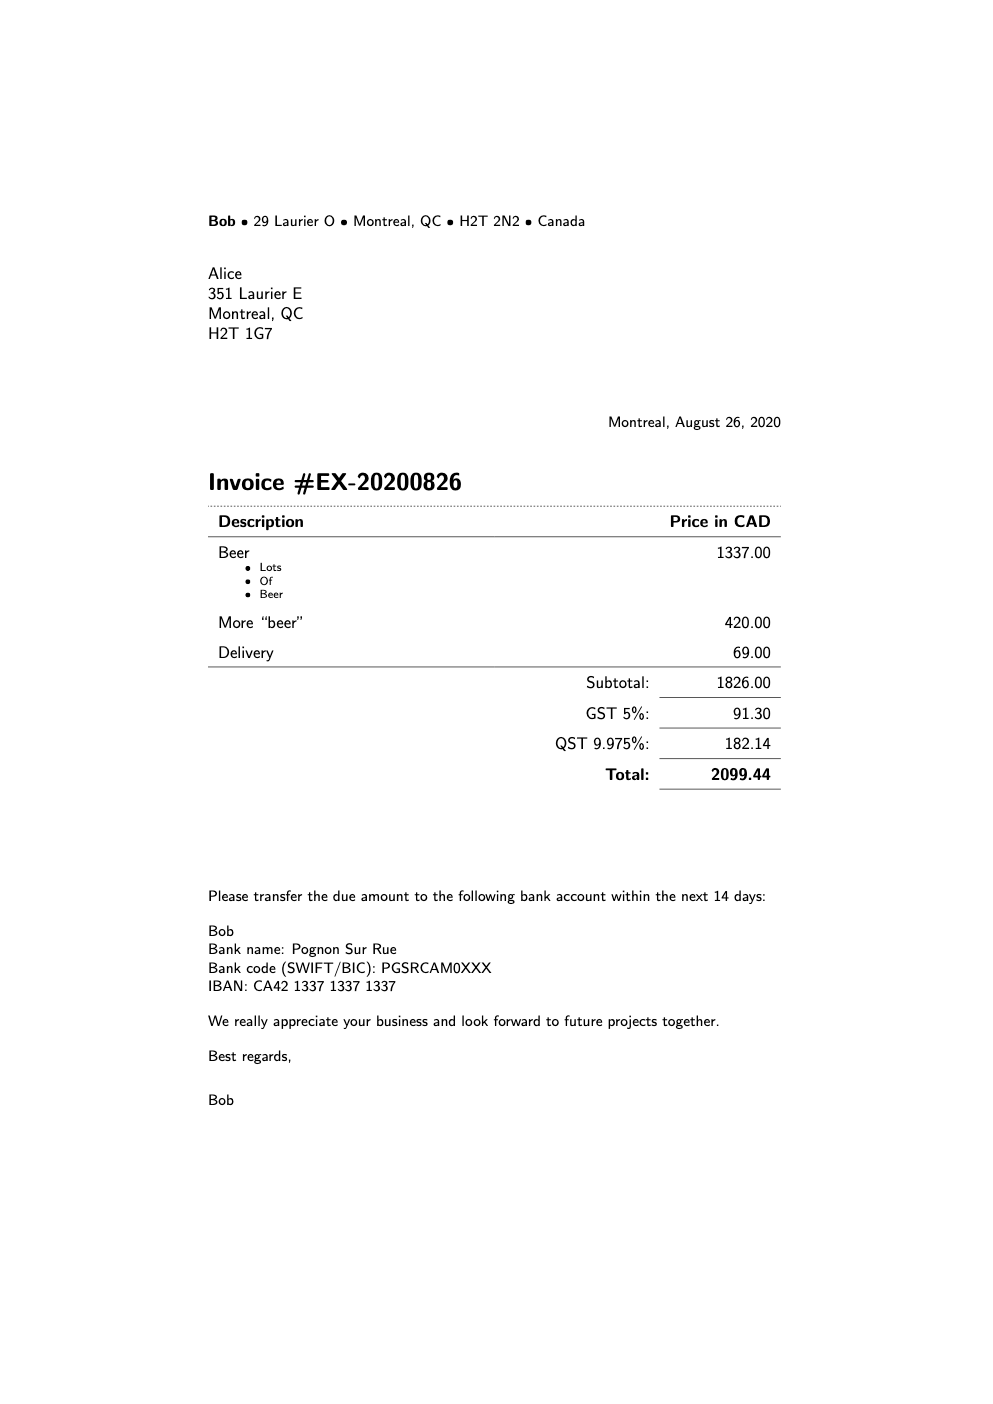 Bob • 29 Laurier O • Montreal, QC • H2T 2N2 • Canada
Alice
351 Laurier E
Montreal, QC
H2T 1G7
Montreal, August 26, 2020
Invoice #EX-20200826
Description Price in CAD
Beer 1337.00
• Lots
• Of
• Beer
More “beer” 420.00
Delivery 69.00
Subtotal: 1826.00
GST 5%: 91.30
QST 9.975%: 182.14
Total: 2099.44
Please transfer the due amount to the following bank account within the next 14 days:
Bob
Bank name: Pognon Sur Rue
Bank code (SWIFT/BIC): PGSRCAM0XXX
IBAN: CA42 1337 1337 1337
We really appreciate your business and look forward to future projects together.
Best regards,
Bob